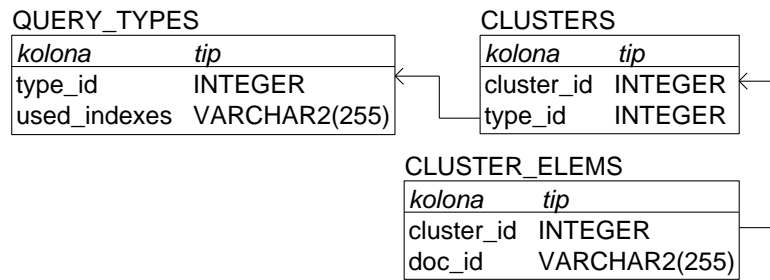 QUERY_TYPES
kolona tip
type_id INTEGER
used_indexes VARCHAR2(255)
CLUSTERS
kolona tip
cluster_id INTEGER
type_id INTEGER
CLUSTER_ELEMS
kolona tip
cluster_id INTEGER
doc_id VARCHAR2(255)